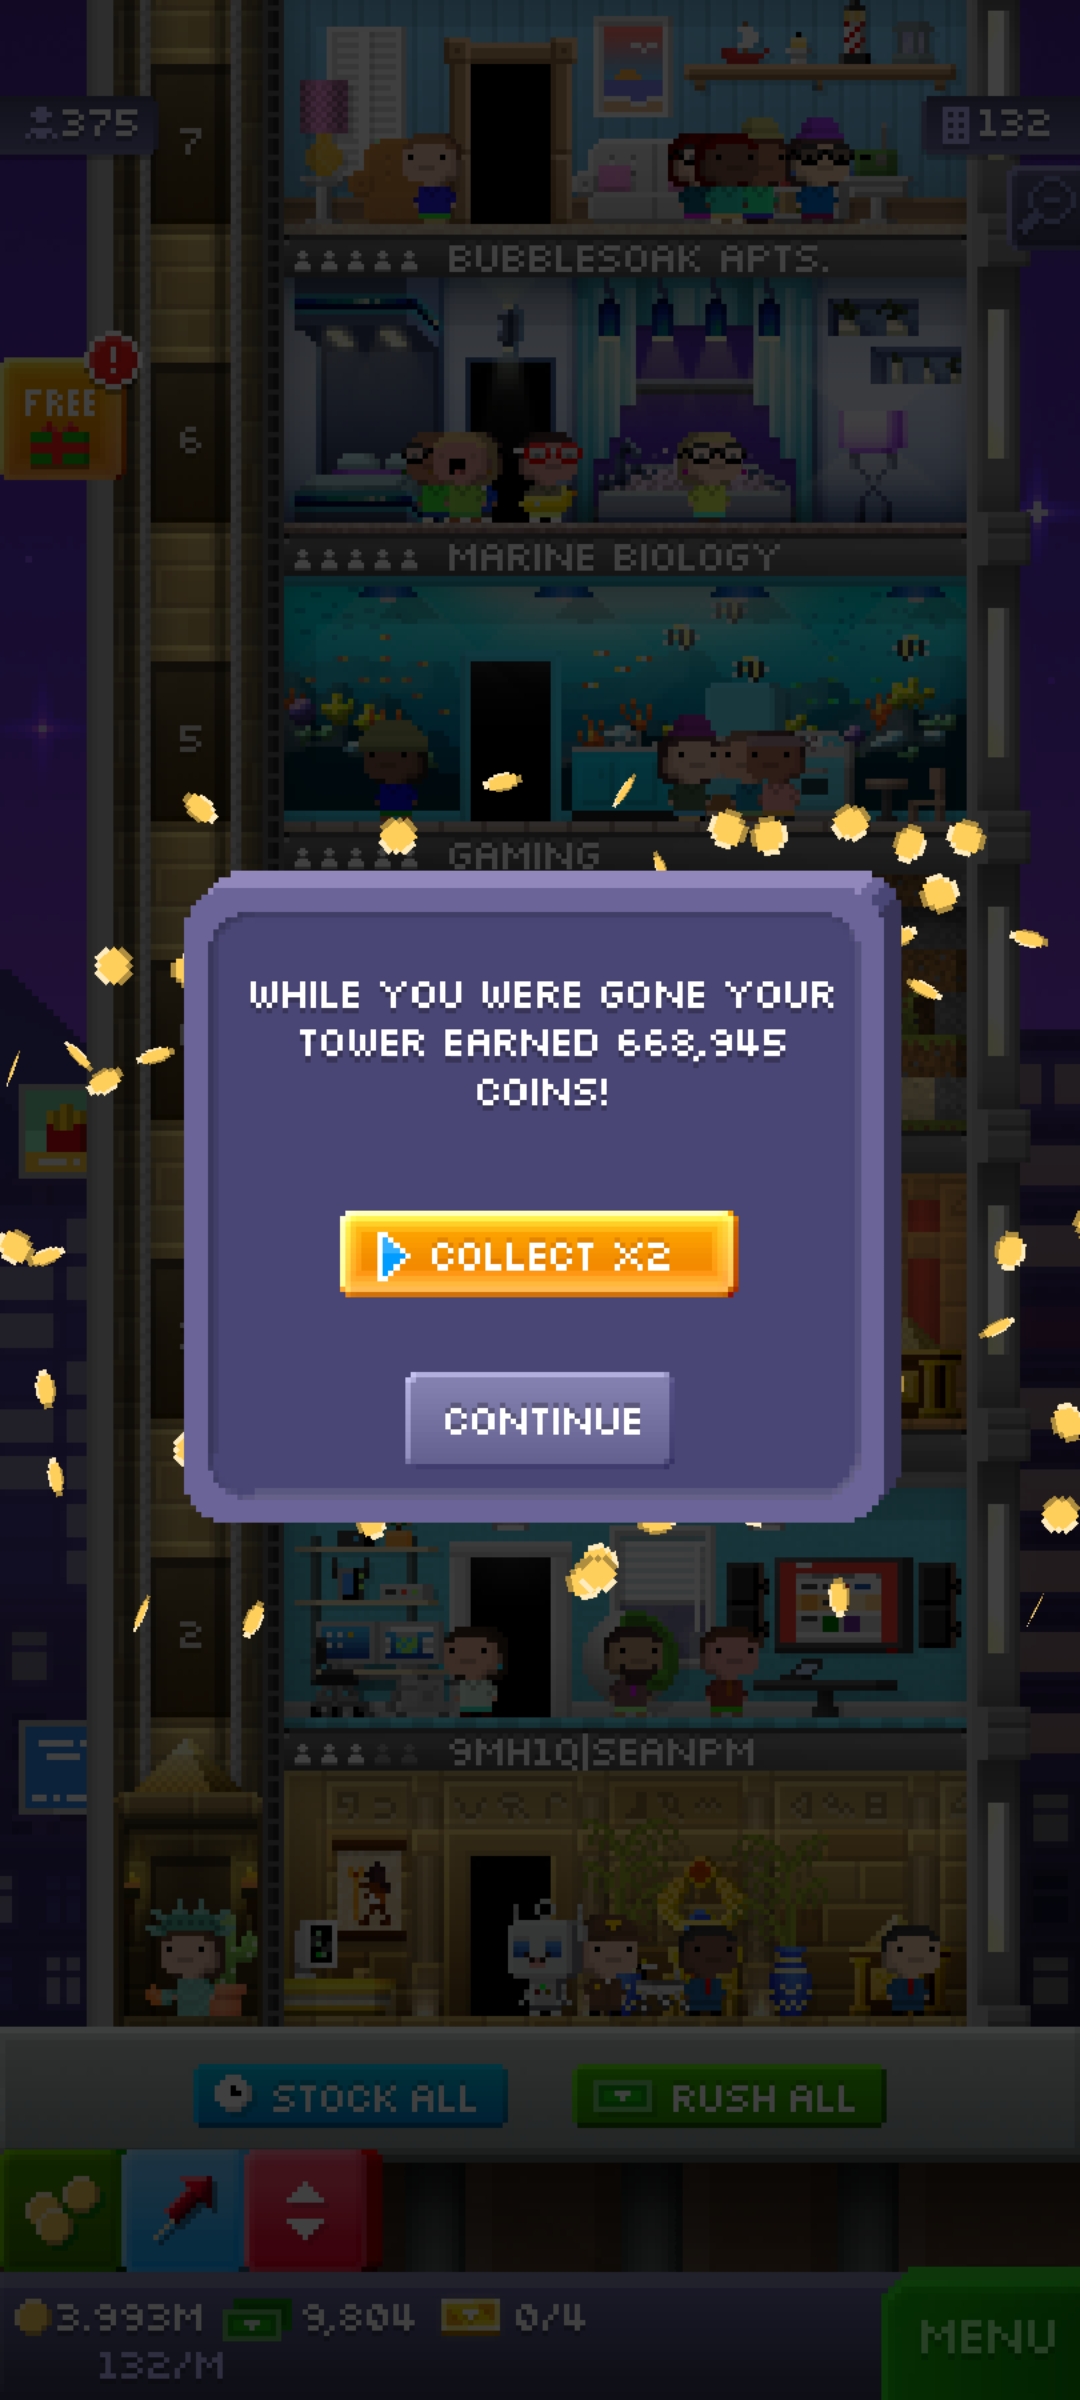 375
7
132
BUBBLESOAK APTS.
FREE
!
6
MARINE BIOLOGY
5
GAMING
WHILE YOU WERE GONE YOUR
TOWER EARNED 668,945
COINS!
COLLECT X2
CONTINUE
2
9MH1Q|SEANPM
STOCK ALL
RUSH ALL
3.993M
9,804
0/4
132/M
MENU